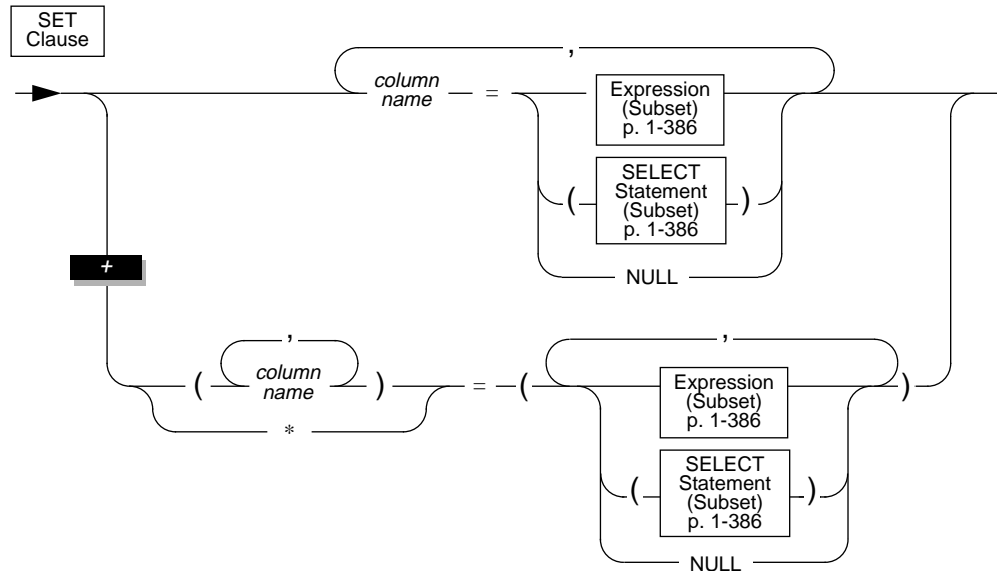 SET
Clause
,
column
name
=
Expression
(Subset)
p. 1-386
(
SELECT
Statement
(Subset)
p. 1-386
)
NULL
+
(
,
column
name
)
*
=
(
,
Expression
(Subset)
p. 1-386
(
SELECT
Statement
(Subset)
p. 1-386
)
NULL
)